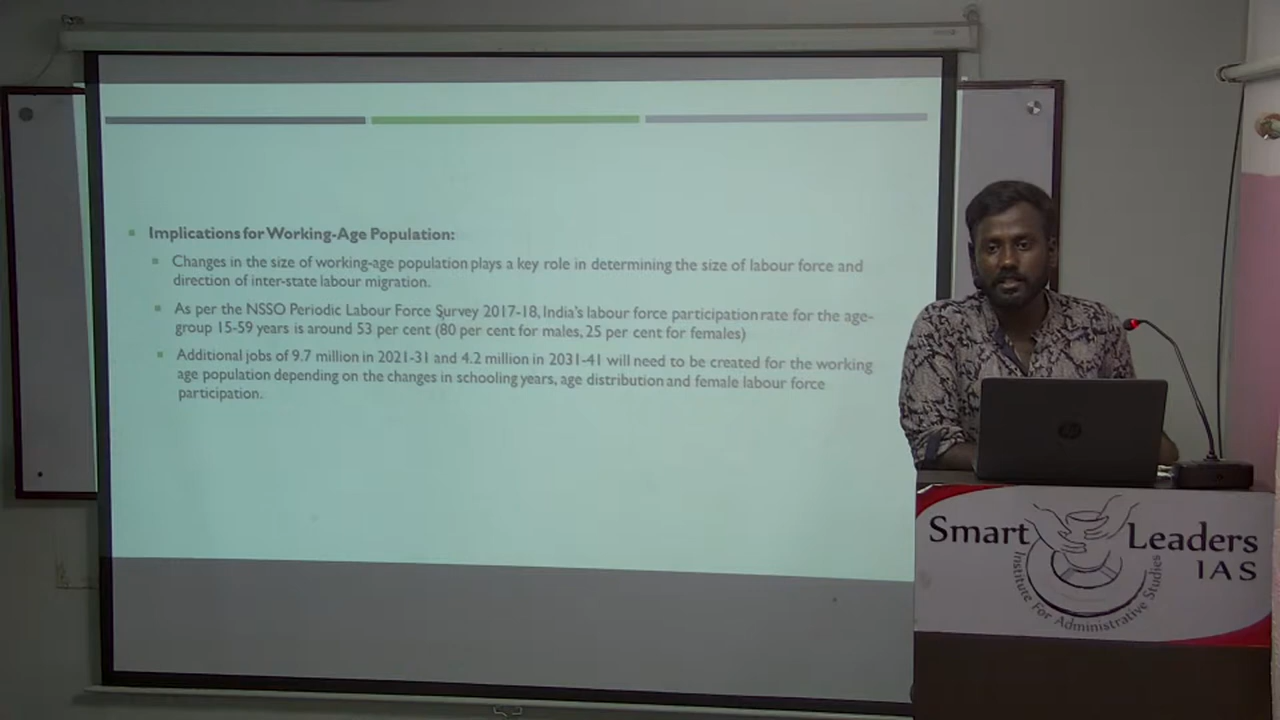 Implications for Working-Age Population:
Changes in the size of working-age population plays a key role in determining the size of labour force and
direction of inter-state labour migration.
As per the NSSO Periodic Labour Force Survey 2017-18, India's labour force participation rate for the age-
group 15-59 years is around 53 per cent (80 per cent for males, 25 per cent for females)
Additional jobs of 9.7 million in 2021-31 and 4.2 million in 2031-41 will need to be created for the working
age population depending on the changes in schooling years, age distribution and female labour force
participation.
hp
Smart Leaders
IAS
Institute For Administrative Studies